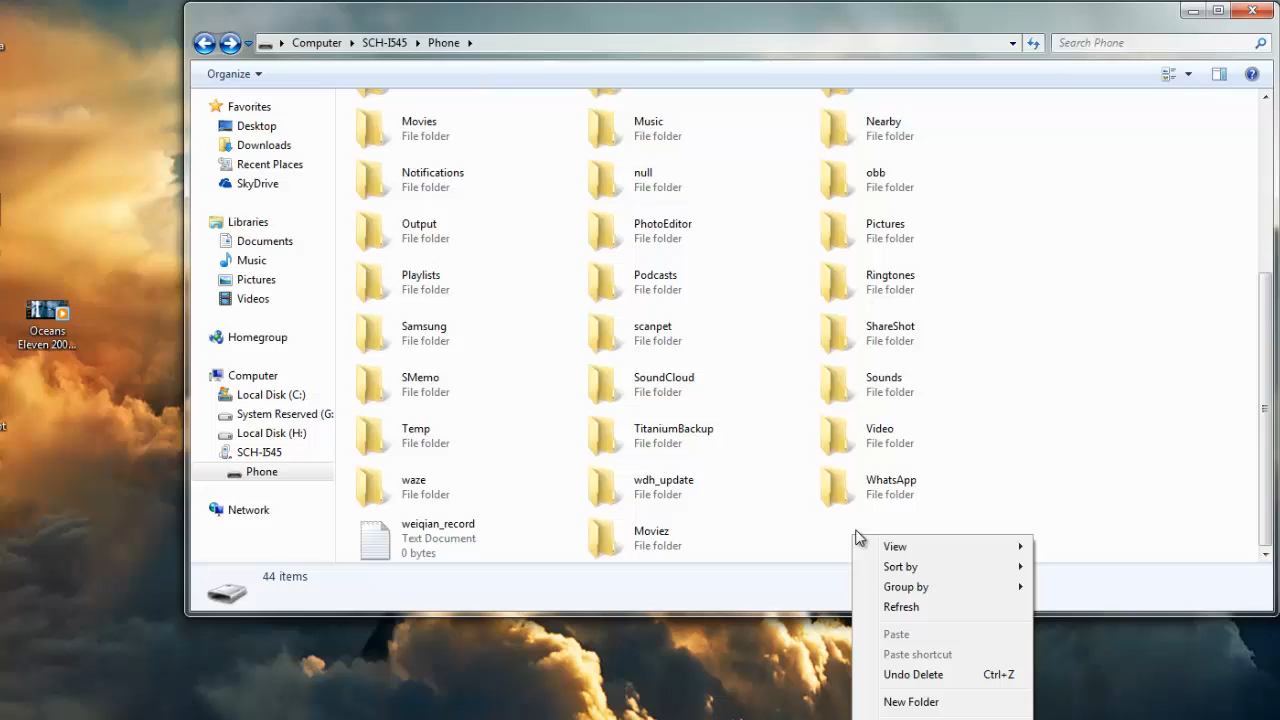 Computer SCH-I545 Phone
Search Phone
Organize
Favorites
Desktop
Downloads
Recent Places
SkyDrive
Libraries
Documents
Music
Pictures
Videos
Homegroup
Computer
Local Disk (C:)
System Reserved (G:
Local Disk (H:)
SCH-I545
Phone
Network
Movies
File folder
Music
File folder
Nearby
File folder
Notifications
File folder
null
File folder
obb
File folder
Output
File folder
PhotoEditor
File folder
Pictures
File folder
Playlists
File folder
Podcasts
File folder
Ringtones
File folder
Samsung
File folder
scanpet
File folder
ShareShot
File folder
SMemo
File folder
SoundCloud
File folder
Sounds
File folder
Temp
File folder
TitaniumBackup
File folder
Video
File folder
waze
File folder
wdh_update
File folder
WhatsApp
File folder
weiqian_record
Text Document
0 bytes
Moviez
File folder
44 items
View
Sort by
Group by
Refresh
Paste
Paste shortcut
Undo Delete Ctrl+Z
New Folder
Oceans
Eleven 200...